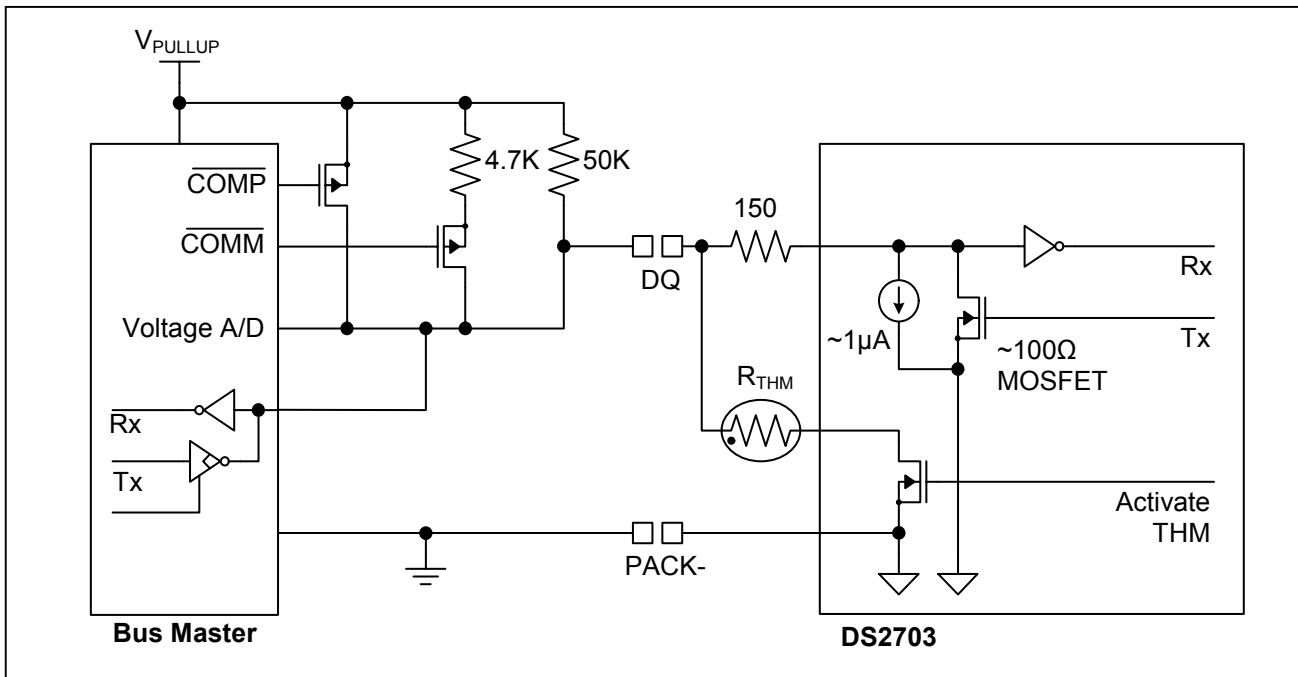 VPULLUP
COMP
4.7K
50K
COMM
150
DQ
Rx
Voltage A/D
~1µA
Tx
~100Ω
MOSFET
RTHM
Rx
Tx
Activate
THM
PACK-
Bus Master
DS2703